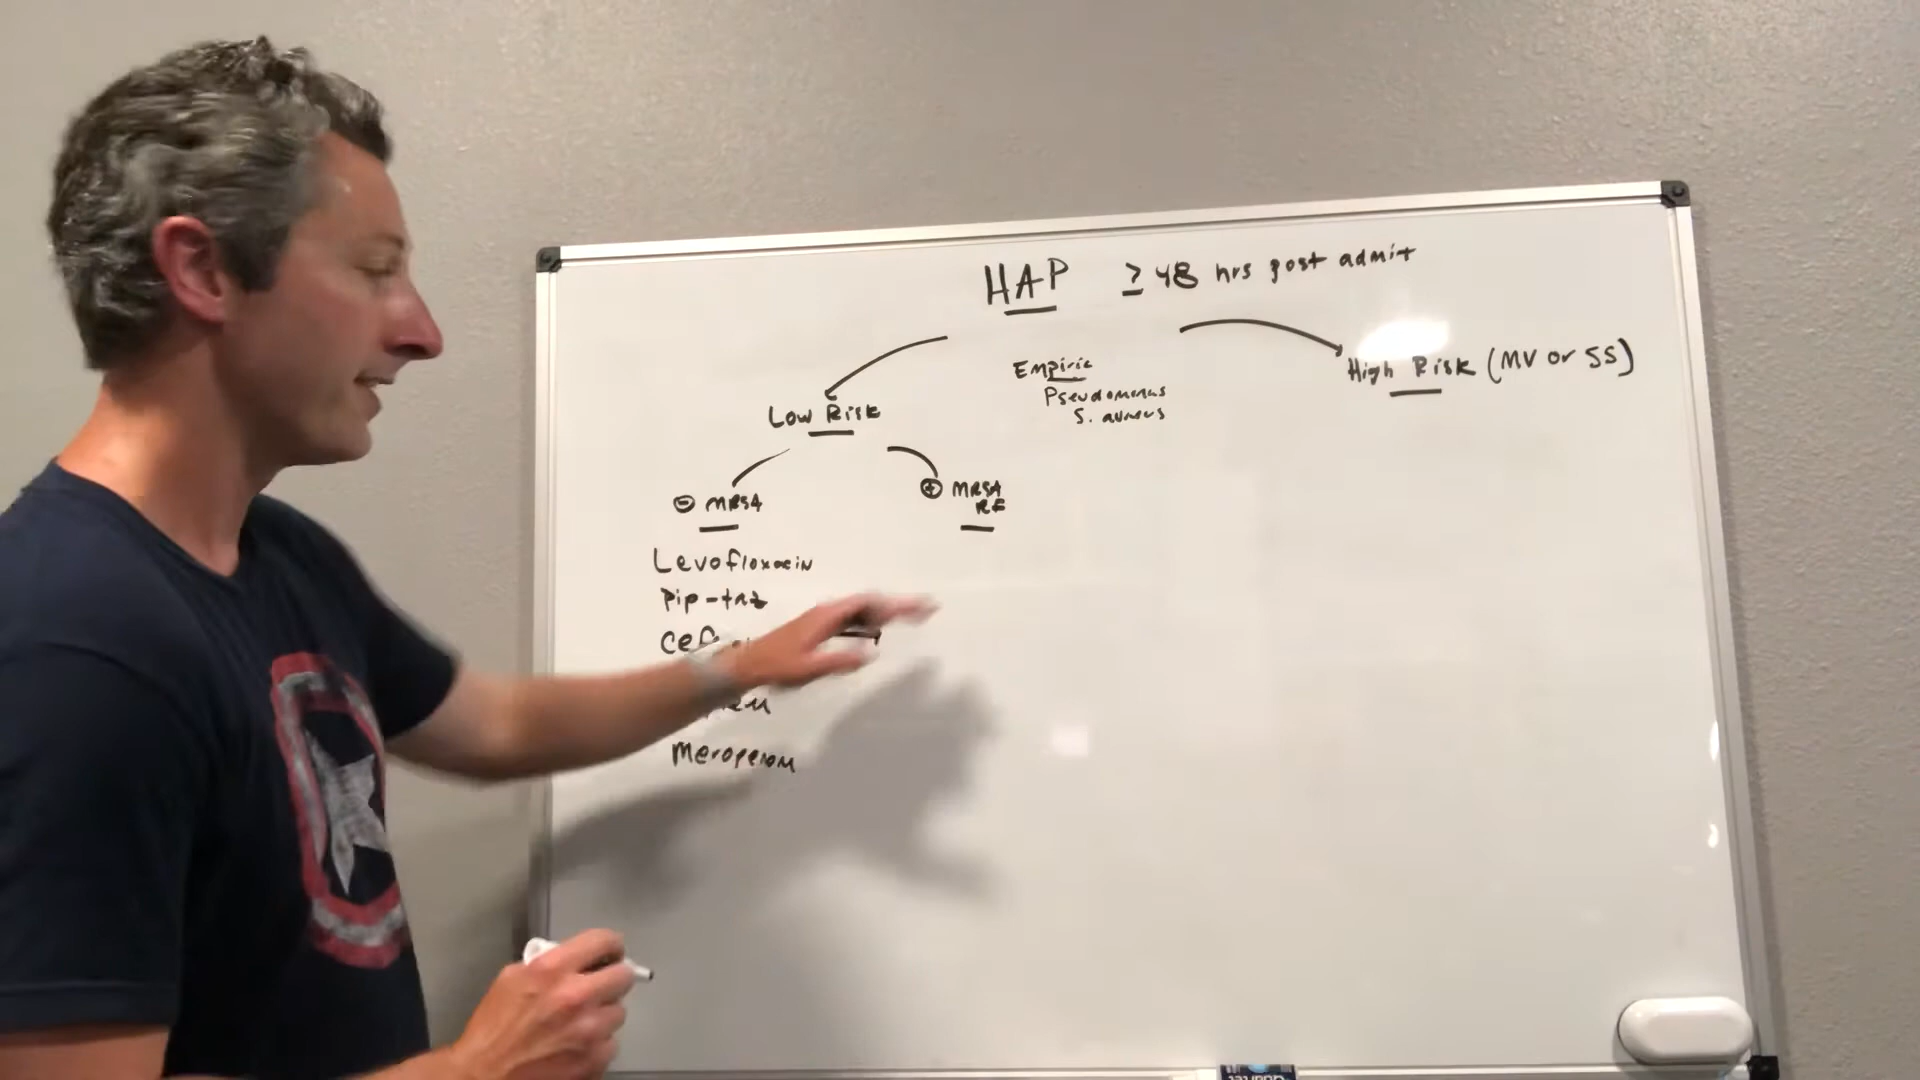 HAP ≥ 48 hrs post admit
Empiric
Pseudomonas
S. aureus
High Risk (MV or SS)
Low Risk
⊖ MRSA
⊕ MRSA
RF
Levofloxacin
Pip-taz
Meropenem